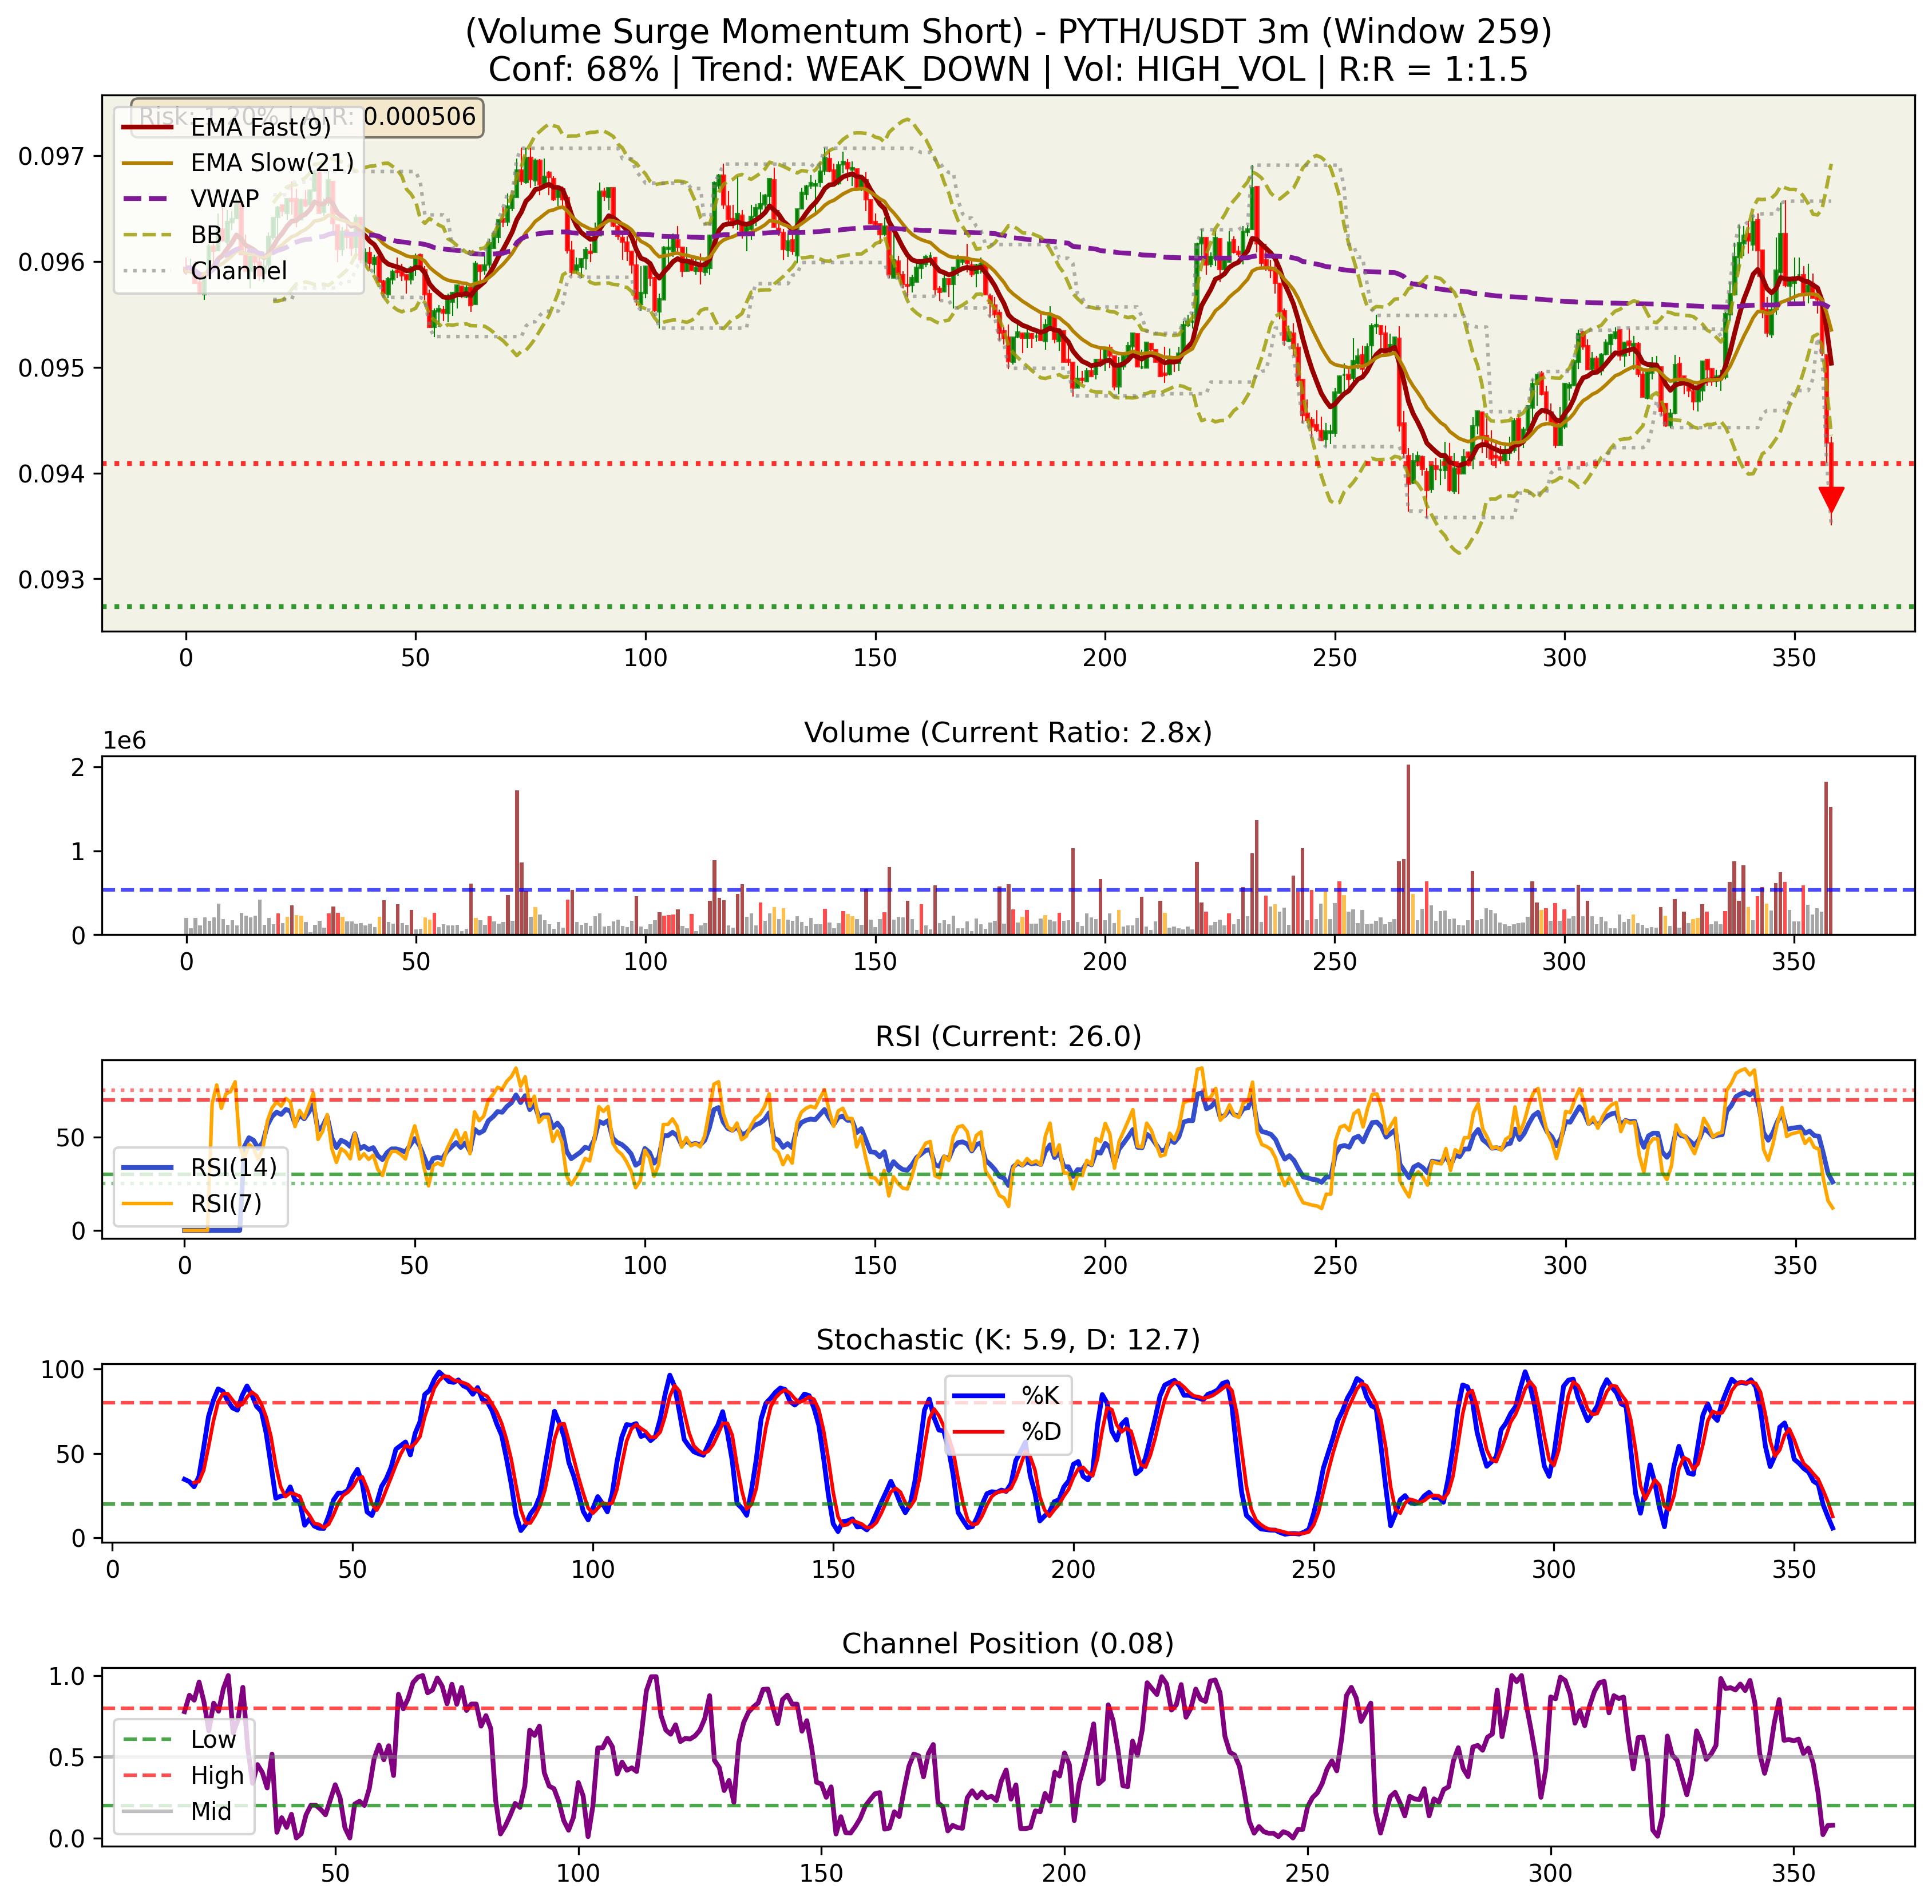 (Volume Surge Momentum Short) - PYTH/USDT 3m (Window 259)
Conf: 68% | Trend: WEAK_DOWN | Vol: HIGH_VOL | R:R = 1:1.5
Risk: 1.20% | ATR: 0.000506
EMA Fast(9)
EMA Slow(21)
VWAP
BB
Channel
0.097
0.096
0.095
0.094
0.093
0 50 100 150 200 250 300 350
Volume (Current Ratio: 2.8x)
1e6
2
1
0
0 50 100 150 200 250 300 350
RSI (Current: 26.0)
50
0
RSI(14)
RSI(7)
0 50 100 150 200 250 300 350
Stochastic (K: 5.9, D: 12.7)
100
50
0
%K
%D
0 50 100 150 200 250 300 350
Channel Position (0.08)
1.0
0.5
0.0
Low
High
Mid
50 100 150 200 250 300 350